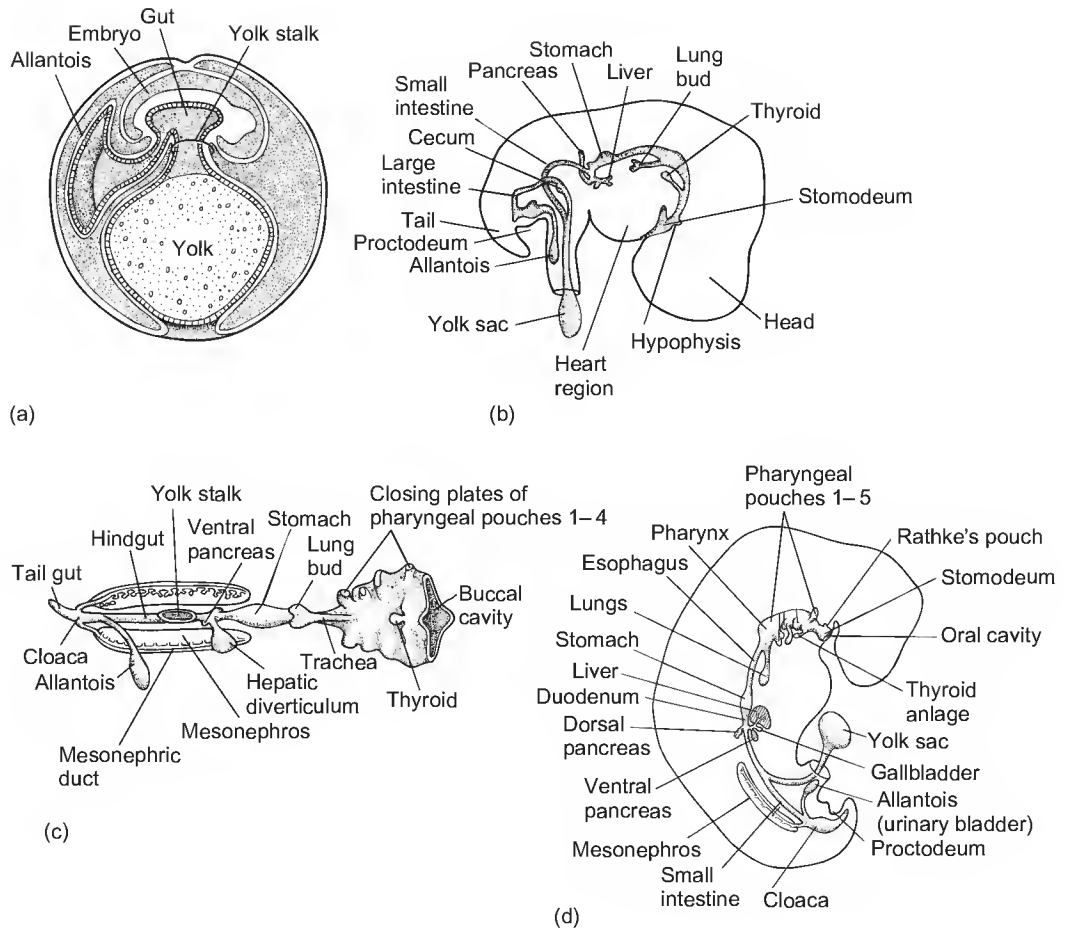 Gut
Embryo
Yolk stalk
Allantois
Yolk
(a)
Stomach
Pancreas
Liver
Lung
bud
Small
intestine
Thyroid
Cecum
Large
intestine
Stomodeum
Tail
Proctodeum
Allantois
Yolk sac
Head
Hypophysis
Heart
region
(b)
Yolk stalk
Closing plates of
pharyngeal pouches 1–4
Ventral
pancreas
Stomach
Hindgut
Lung
bud
Tail gut
Buccal
cavity
Cloaca
Allantois
Trachea
Hepatic
diverticulum
Thyroid
Mesonephros
Mesonephric
duct
(c)
Pharyngeal
pouches 1–5
Pharynx
Rathke's pouch
Esophagus
Stomodeum
Lungs
Oral cavity
Stomach
Liver
Thyroid
anlage
Duodenum
Dorsal
pancreas
Yolk sac
Gallbladder
Ventral
pancreas
Allantois
(urinary bladder)
Proctodeum
Mesonephros
Small
intestine
Cloaca
(d)